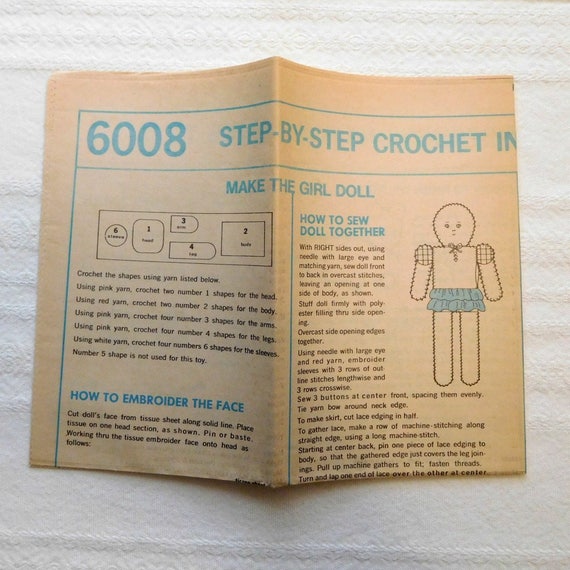 6008 STEP-BY-STEP CROCHET IN
MAKE THE GIRL DOLL
6
sleeve
1
head
3
arm
4
leg
2
body
Crochet the shapes using yarn listed below.
Using pink yarn, crochet two number 1 shapes for the head.
Using red yarn, crochet two number 2 shapes for the body.
Using pink yarn, crochet four number 3 shapes for the arms.
Using pink yarn, crochet four number 4 shapes for the legs.
Using white yarn, crochet four numbers 6 shapes for the sleeves.
Number 5 shape is not used for this toy.
HOW TO EMBROIDER THE FACE
Cut doll's face from tissue sheet along solid line. Place
tissue on one head section, as shown. Pin or baste.
Working thru the tissue embroider face onto head as
follows:
HOW TO SEW
DOLL TOGETHER
With RIGHT sides out, using
needle with large eye and
matching yarn, sew doll front
to back in overcast stitches,
leaving an opening at one
side of body, as shown.
Stuff doll firmly with poly-
ester filling thru side open-
ing.
Overcast side opening edges
together.
Using needle with large eye
and red yarn, embroider
sleeves with 3 rows of out-
line stitches lengthwise and
3 rows crosswise.
Sew 3 buttons at center front, spacing them evenly.
Tie yarn bow around neck edge.
To make skirt, cut lace edging in half.
To gather lace, make a row of machine-stitching along
straight edge, using a long machine-stitch.
Starting at center back, pin one piece of lace edging to
body, so that the gathered edge just covers the leg join-
ings. Pull up machine gathers to fit; fasten threads.
Turn and lap one end of lace over the other at center